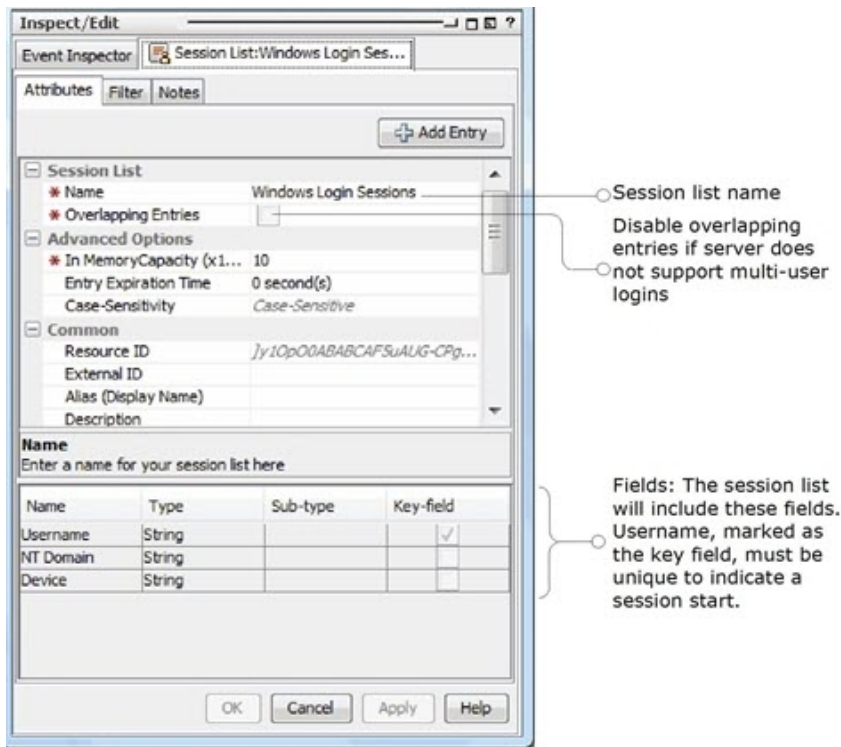 Inspect/Edit
?
Event Inspector
Session List:Windows Login Ses...
Attributes
Filter
Notes
Add Entry
Session List
* Name Windows Login Sessions
* Overlapping Entries
Advanced Options
* In MemoryCapacity (x1... 10
Entry Expiration Time 0 second(s)
Case-Sensitivity Case-Sensitive
Common
Resource ID
External ID
Alias (Display Name)
Description
Name
Enter a name for your session list here
Name Type Sub-type Key-field
Username String
NT Domain String
Device String
OK Cancel Apply Help
Session list name
Disable overlapping
entries if server does
not support multi-user
logins
Fields: The session list
will include these fields.
Username, marked as
the key field, must be
unique to indicate a
session start.